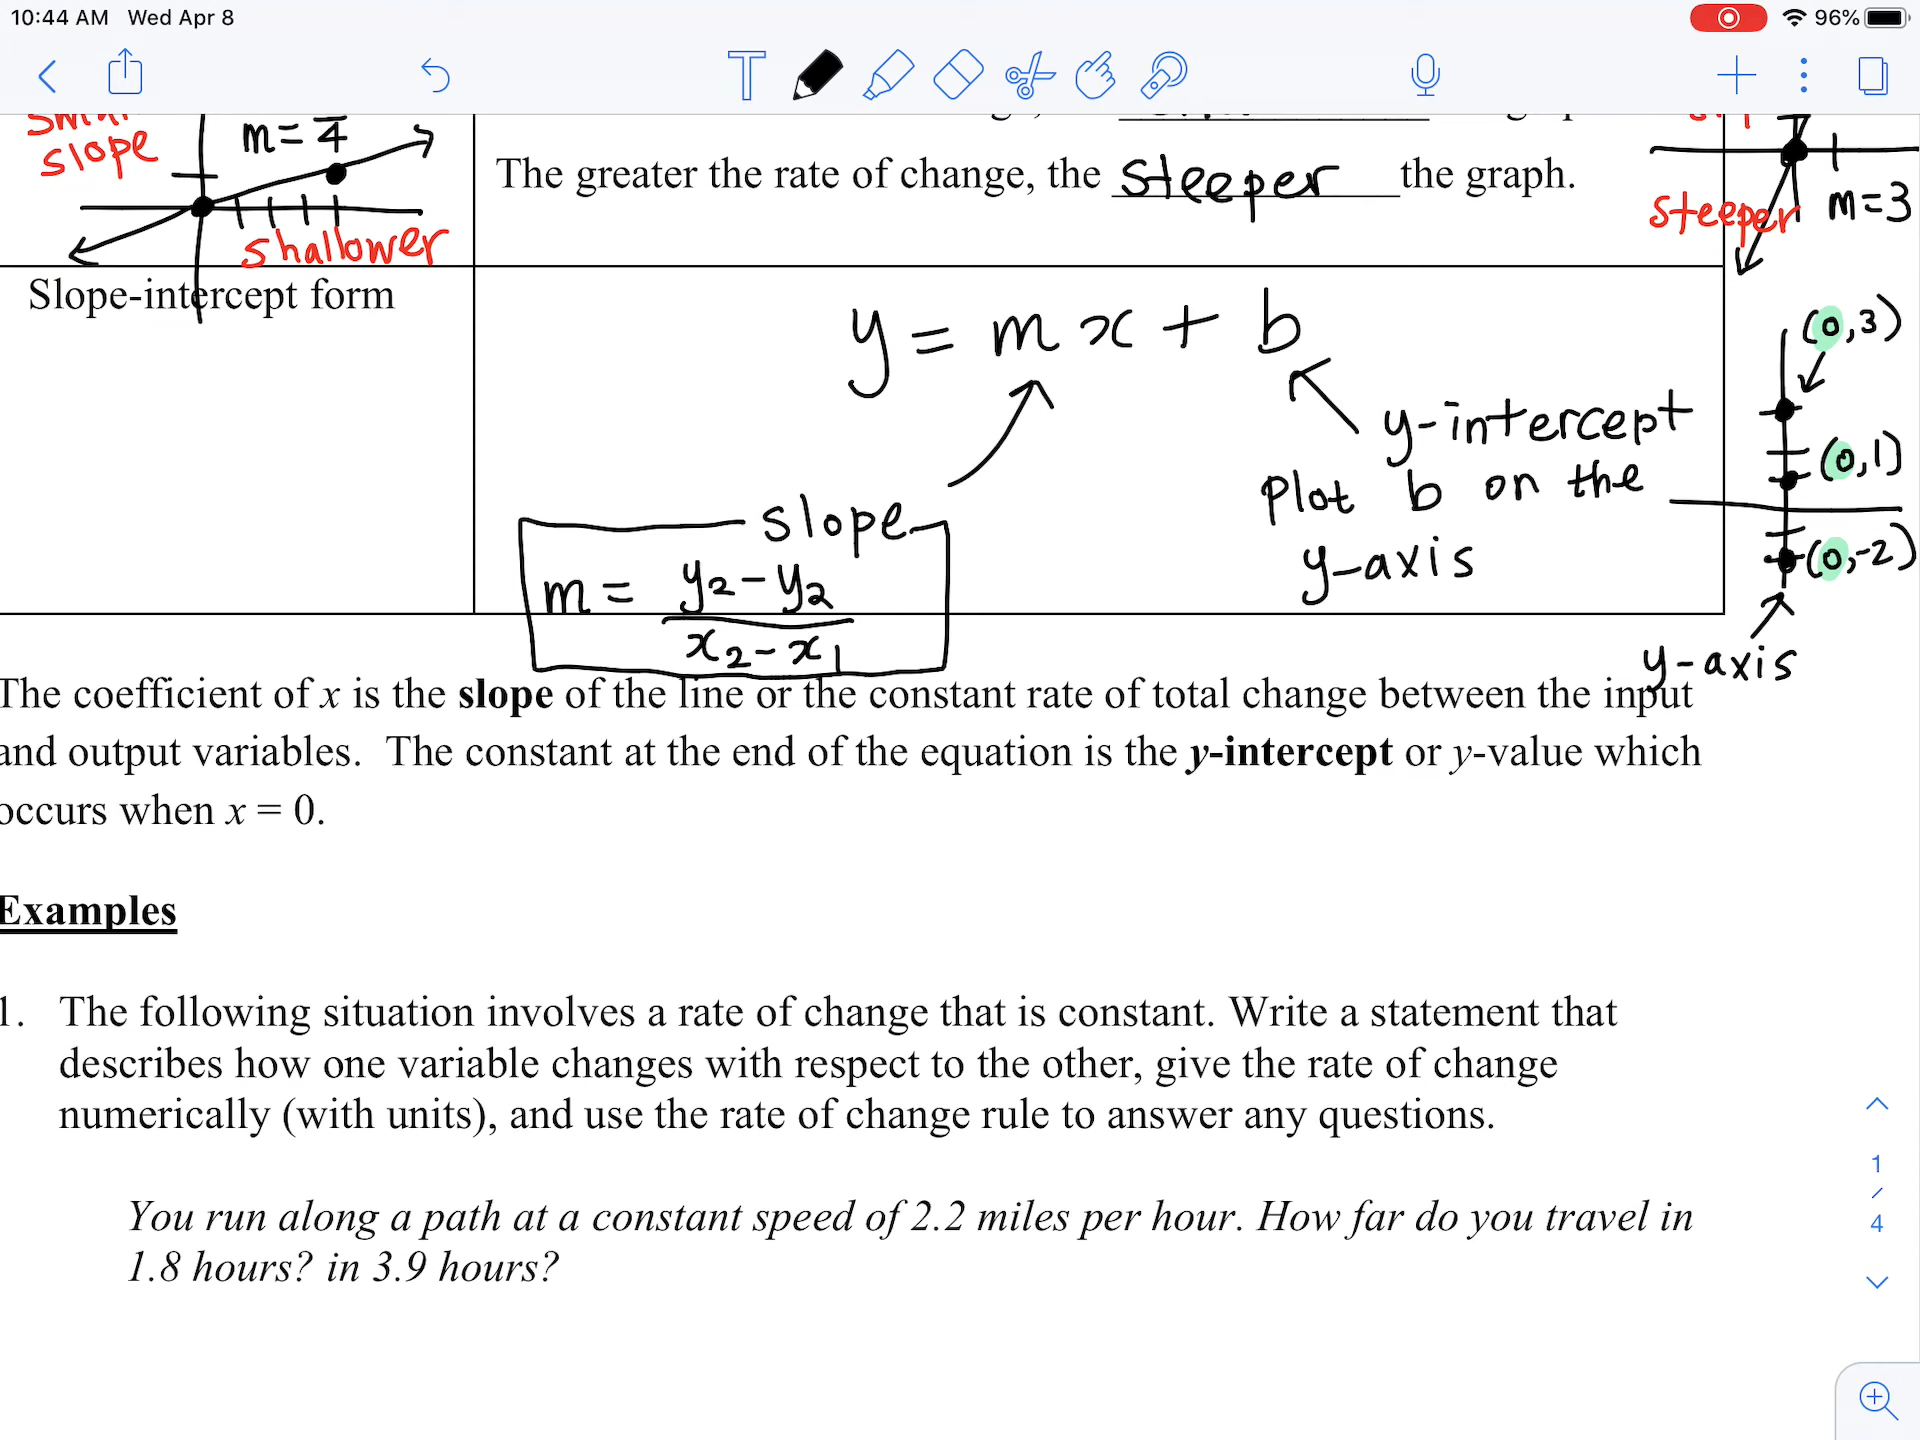 10:44 AM Wed Apr 8
96%
slope
m = 4
shallower
The greater the rate of change, the steeper the graph.
steeper
m=3
Slope-intercept form
y = mx + b
y-intercept
plot b on the
y-axis
slope
m = y2-y2
x2-x1
(0,3)
(0,1)
(0,-2)
y-axis
The coefficient of x is the slope of the line or the constant rate of total change between the input
and output variables. The constant at the end of the equation is the y-intercept or y-value which
occurs when x = 0.
Examples
1. The following situation involves a rate of change that is constant. Write a statement that
describes how one variable changes with respect to the other, give the rate of change
numerically (with units), and use the rate of change rule to answer any questions.
You run along a path at a constant speed of 2.2 miles per hour. How far do you travel in
1.8 hours? in 3.9 hours?
1
/
4